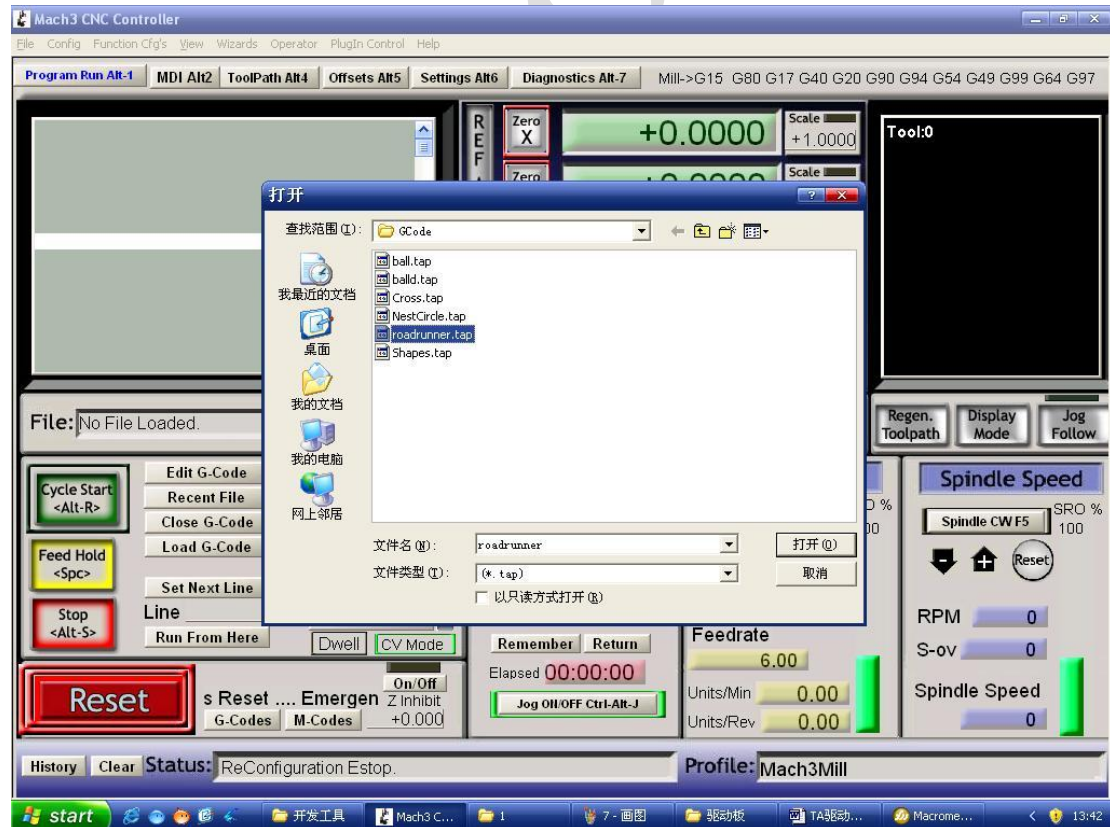 Mach3 CNC Controller
File Config Function Cfg's View Wizards Operator PlugIn Control Help
Program Run Alt-1 MDI Alt2 ToolPath Alt4 Offsets Alt5 Settings Alt6 Diagnostics Alt-7 Mill->G15 G80 G17 G40 G20 G90 G94 G54 G49 G99 G64 G97
REF
Zero X
+0.0000
Scale
+1.0000
Tool:0
Zero
Scale
打开
查找范围(I):
GCode
我最近的文档
桌面
我的文档
我的电脑
网上邻居
ball.tap
balld.tap
Cross.tap
NestCircle.tap
roadrunner.tap
Shapes.tap
文件名(N):
roadrunner
打开(O)
文件类型(T):
(*.tap)
取消
以只读方式打开(R)
File: No File Loaded.
Regen. Toolpath
Display Mode
Jog Follow
Cycle Start <Alt-R>
Feed Hold <Spc>
Stop <Alt-S>
Edit G-Code
Recent File
Close G-Code
Load G-Code
Set Next Line
Line
Run From Here
Dwell
CV Mode
Remember
Return
Elapsed 00:00:00
Jog ON/OFF Ctrl-Alt-J
Feedrate
6.00
Units/Min 0.00
Units/Rev 0.00
Spindle Speed
Spindle CW F5
SRO %
100
Reset
RPM 0
S-ov 0
Spindle Speed
0
Reset
s Reset .... Emergen
G-Codes
M-Codes
On/Off
Z Inhibit
+0.000
History
Clear
Status: ReConfiguration Estop.
Profile: Mach3Mill
start
开发工具
Mach3 C...
1
7 - 画图
驱动板
TA驱动...
Macrome...
13:42